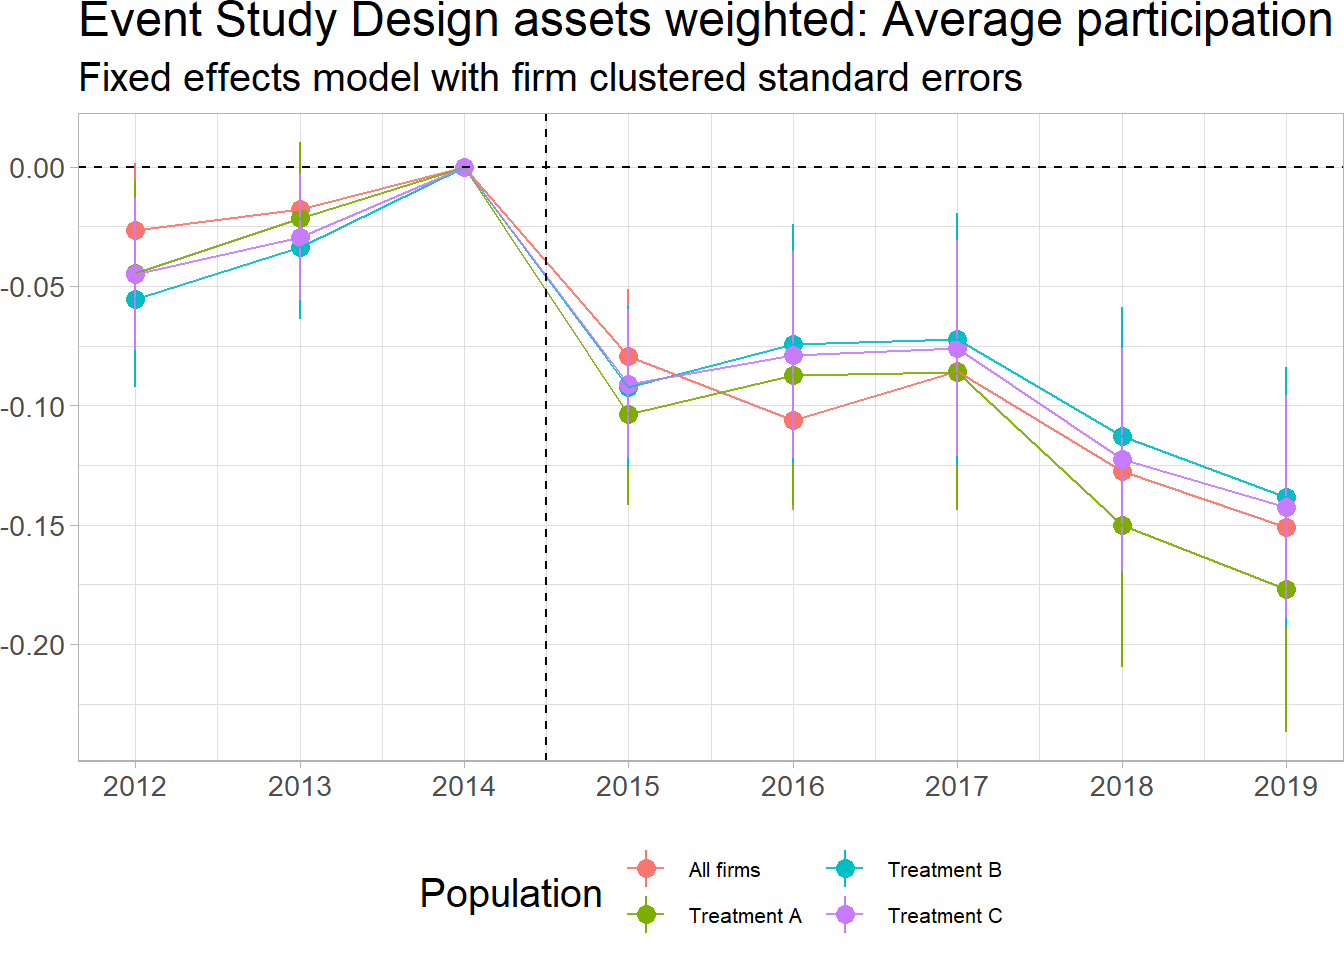 Event Study Design assets weighted: Average participation
Fixed effects model with firm clustered standard errors
0.00
-0.05
-0.10
-0.15
-0.20
2012 2013 2014 2015 2016 2017 2018 2019
Population
All firms
Treatment A
Treatment B
Treatment C